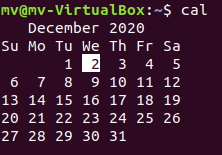 mv@mv-VirtualBox:~$ cal
   December 2020
Su Mo Tu We Th Fr Sa
       1  2  3  4  5
 6  7  8  9 10 11 12
13 14 15 16 17 18 19
20 21 22 23 24 25 26
27 28 29 30 31